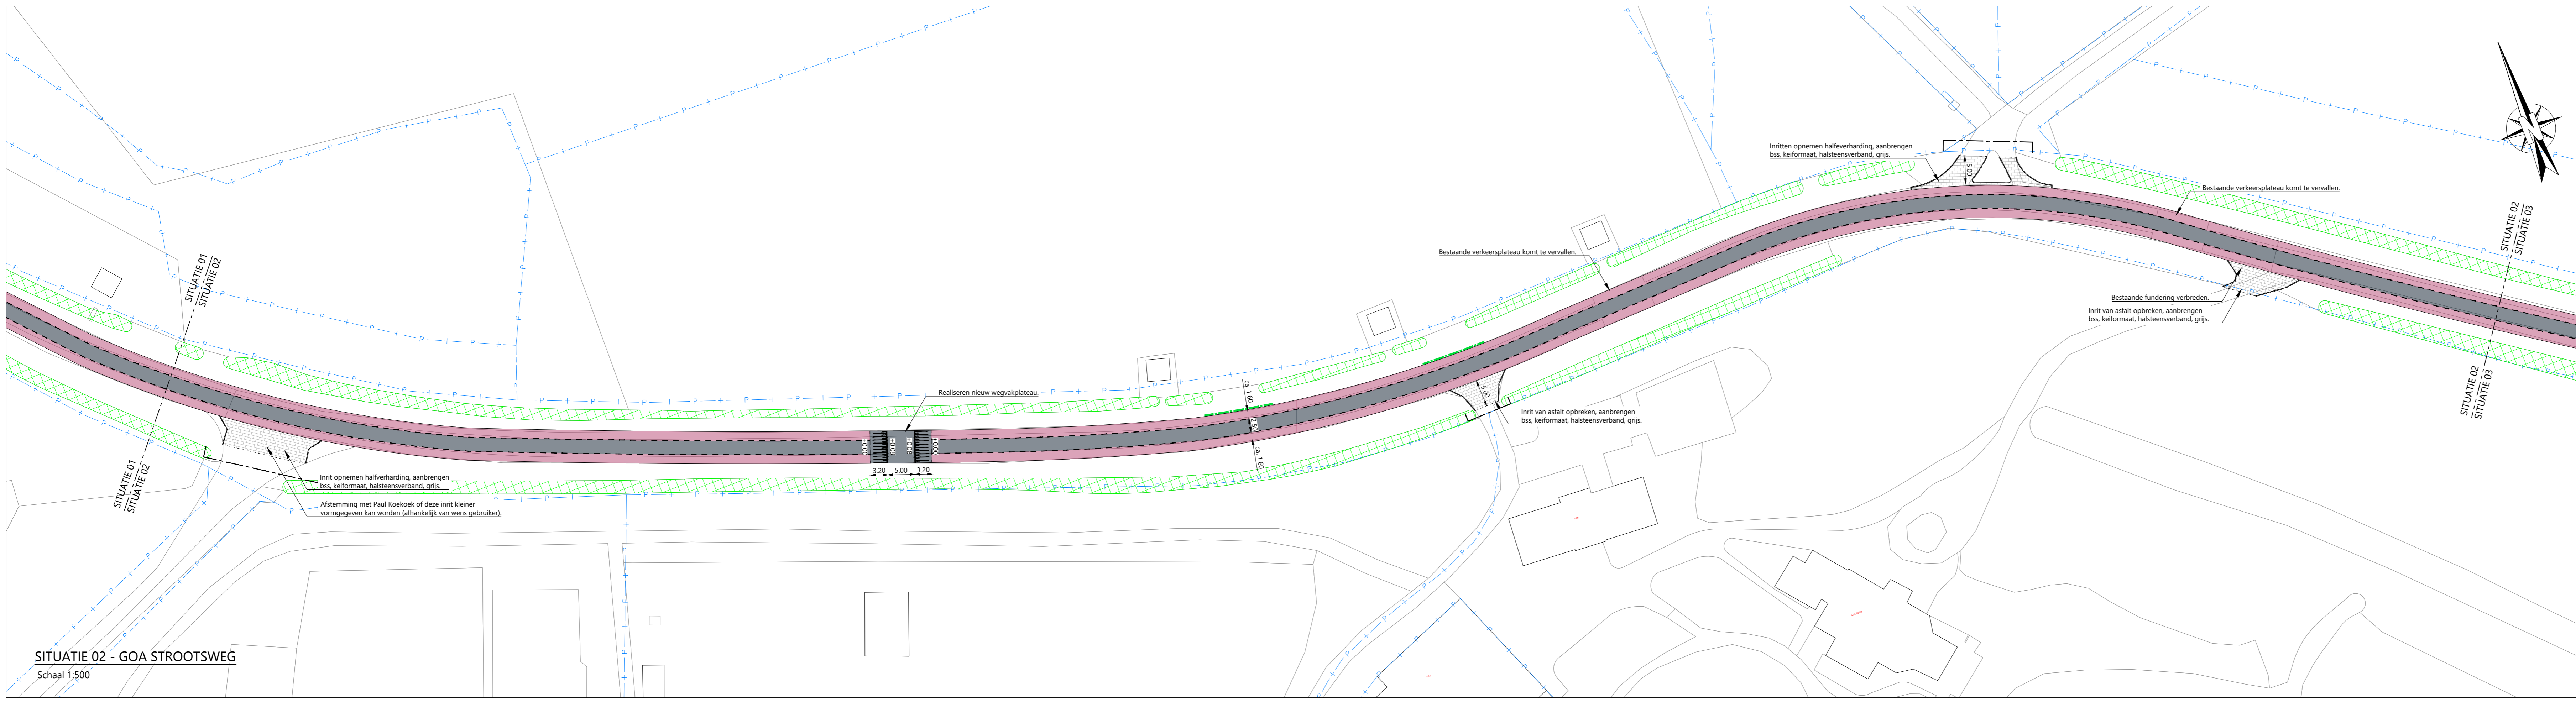 Inritten opnemen halfverharding, aanbrengen
bss, keiformaat, halsteensverband, grijs.
5.00
Bestaande verkeersplateau komt te vervallen.
SITUATIE 02
SITUATIE 03
Bestaande verkeersplateau komt te vervallen.
SITUATIE 01
SITUATIE 02
Bestaande fundering verbreden.
Inrit van asfalt opbreken, aanbrengen
bss, keiformaat, halsteensverband, grijs.
Realiseren nieuw wegvakplateau.
ca. 1.60
2.50
ca. 1.60
5.00
Inrit van asfalt opbreken, aanbrengen
bss, keiformaat, halsteensverband, grijs.
SITUATIE 02
SITUATIE 03
3.20
5.00
3.20
SITUATIE 01
SITUATIE 02
Inrit opnemen halfverharding, aanbrengen
bss, keiformaat, halsteensverband, grijs.
Afstemming met Paul Koekoek of deze inrit kleiner
vormgegeven kan worden (afhankelijk van wens gebruiker).
SITUATIE 02 - GOA STROOTSWEG
Schaal 1:500